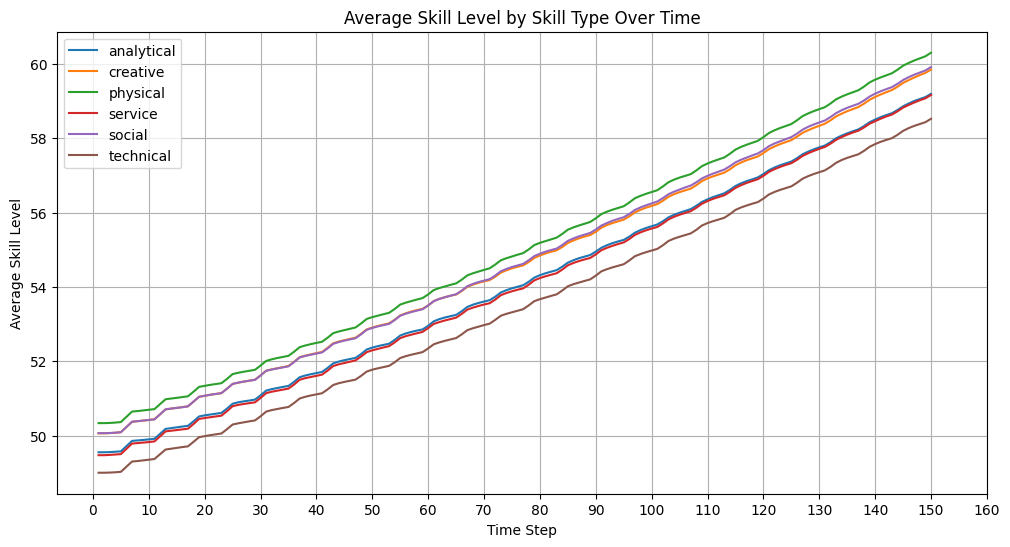 Average Skill Level by Skill Type Over Time
analytical
creative
physical
service
social
technical
Average Skill Level
60
58
56
54
52
50
0 10 20 30 40 50 60 70 80 90 100 110 120 130 140 150 160
Time Step